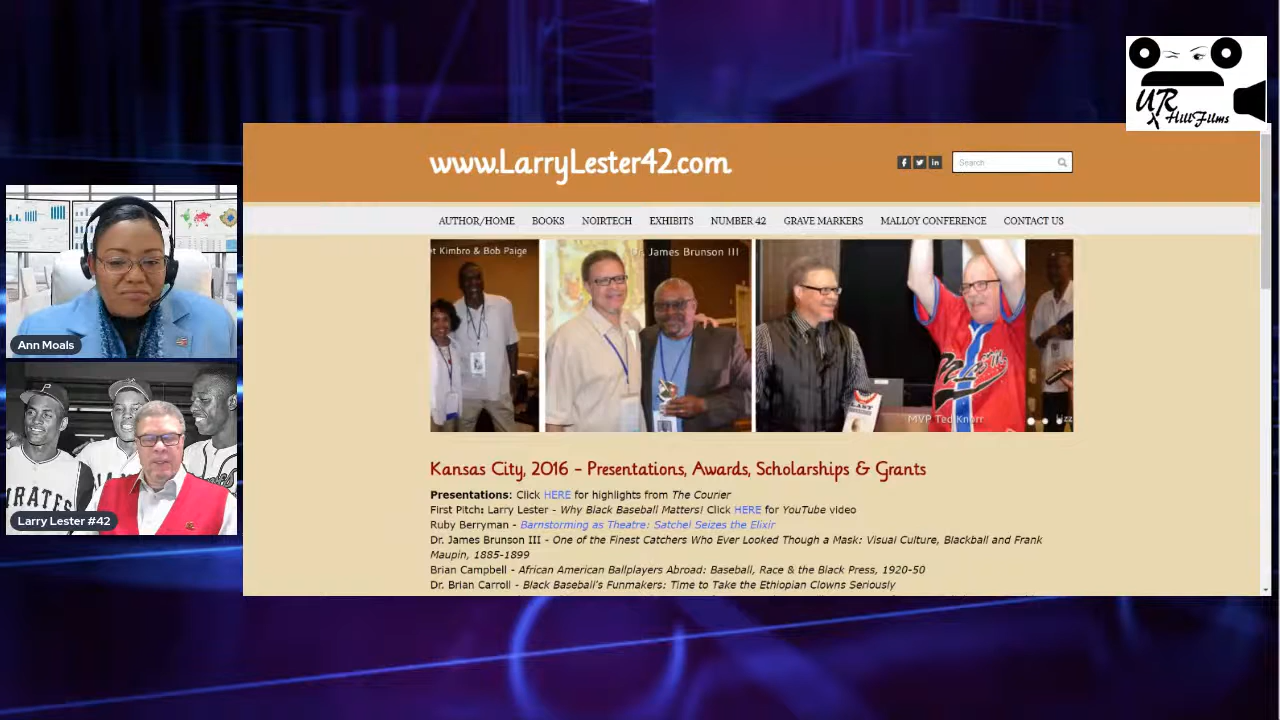 UR
HillFilms
www.LarryLester42.com
Search
AUTHOR/HOME BOOKS NOIRTECH EXHIBITS NUMBER 42 GRAVE MARKERS MALLOY CONFERENCE CONTACT US
et Kimbro & Bob Paige
Dr. James Brunson III
MVP Ted Knorr
Lizz
Kansas City, 2016 - Presentations, Awards, Scholarships & Grants
Presentations: Click HERE for highlights from The Courier
First Pitch: Larry Lester - Why Black Baseball Matters! Click HERE for YouTube video
Ruby Berryman - Barnstorming as Theatre: Satchel Seizes the Elixir
Dr. James Brunson III - One of the Finest Catchers Who Ever Looked Though a Mask: Visual Culture, Blackball and Frank
Maupin, 1885-1899
Brian Campbell - African American Ballplayers Abroad: Baseball, Race & the Black Press, 1920-50
Dr. Brian Carroll - Black Baseball's Funmakers: Time to Take the Ethiopian Clowns Seriously
Ann Moals
PIRATES
Larry Lester #42